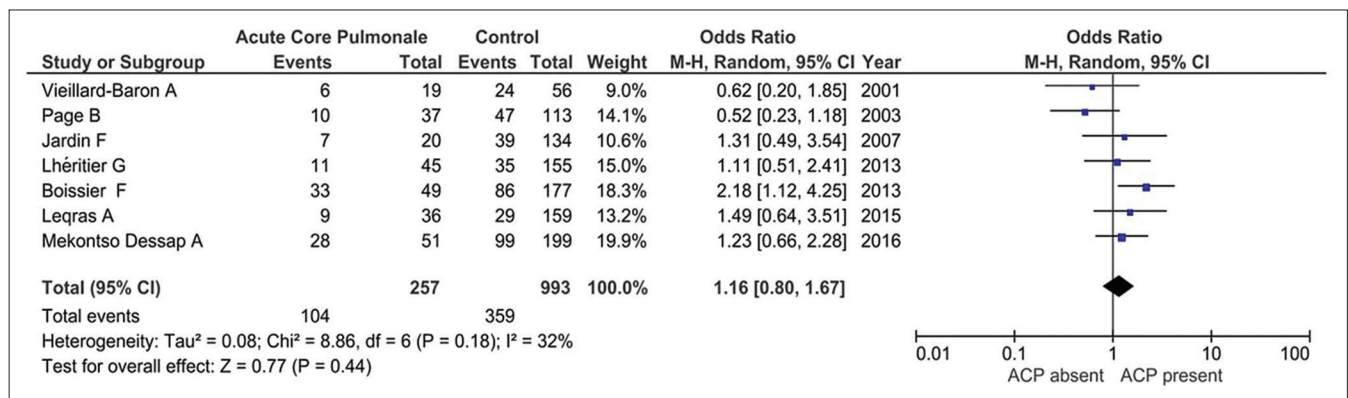 Acute Core Pulmonale Control Odds Ratio Odds Ratio
Study or Subgroup Events Total Events Total Weight M-H, Random, 95% CI Year M-H, Random, 95% CI
Vieillard-Baron A 6 19 24 56 9.0% 0.62 [0.20, 1.85] 2001
Page B 10 37 47 113 14.1% 0.52 [0.23, 1.18] 2003
Jardin F 7 20 39 134 10.6% 1.31 [0.49, 3.54] 2007
Lhéritier G 11 45 35 155 15.0% 1.11 [0.51, 2.41] 2013
Boissier F 33 49 86 177 18.3% 2.18 [1.12, 4.25] 2013
Leqras A 9 36 29 159 13.2% 1.49 [0.64, 3.51] 2015
Mekontso Dessap A 28 51 99 199 19.9% 1.23 [0.66, 2.28] 2016
Total (95% CI) 257 993 100.0% 1.16 [0.80, 1.67]
Total events 104 359
Heterogeneity: Tau² = 0.08; Chi² = 8.86, df = 6 (P = 0.18); I² = 32%
Test for overall effect: Z = 0.77 (P = 0.44)
0.01 0.1 1 10 100
ACP absent ACP present